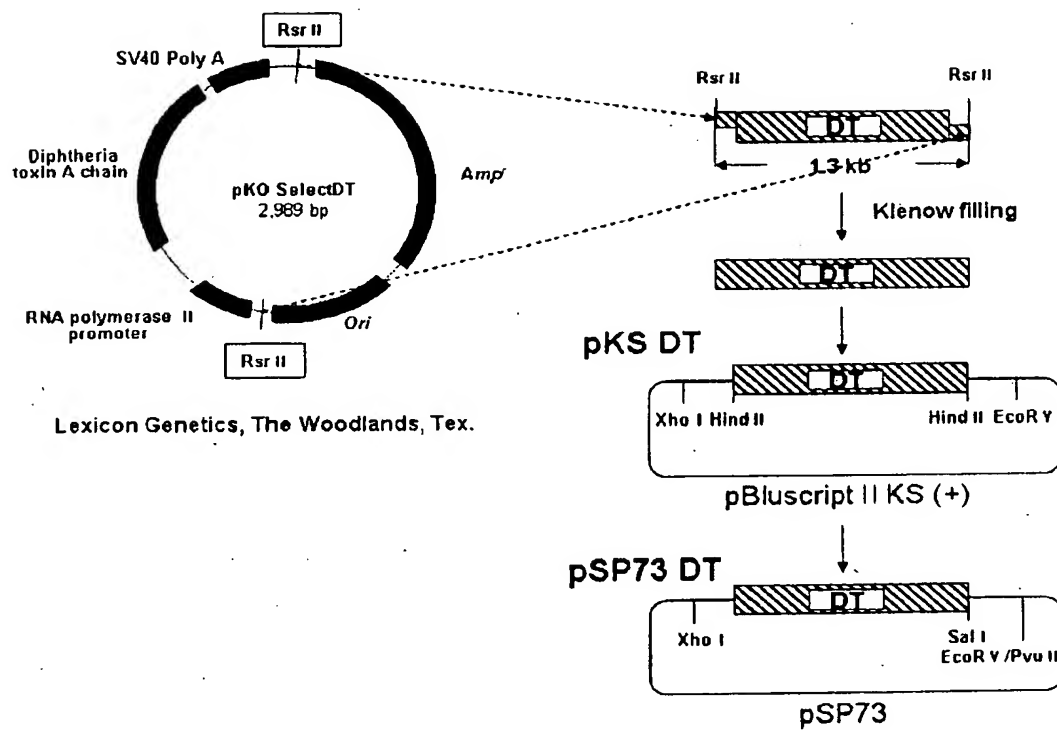 Rsr II
SV40 Poly A
Diphtheria
toxin A chain
pKO SelectDT
2,989 bp
Ampʳ
RNA polymerase II
promoter
Ori
Rsr II
Lexicon Genetics, The Woodlands, Tex.
Rsr II
Rsr II
DT
1.3 kb
Klenow filling
DT
pKS DT
DT
Xho I Hind II
Hind II EcoR V
pBluscript II KS (+)
pSP73 DT
DT
Xho I
Sal I
EcoR V/Pvu II
pSP73